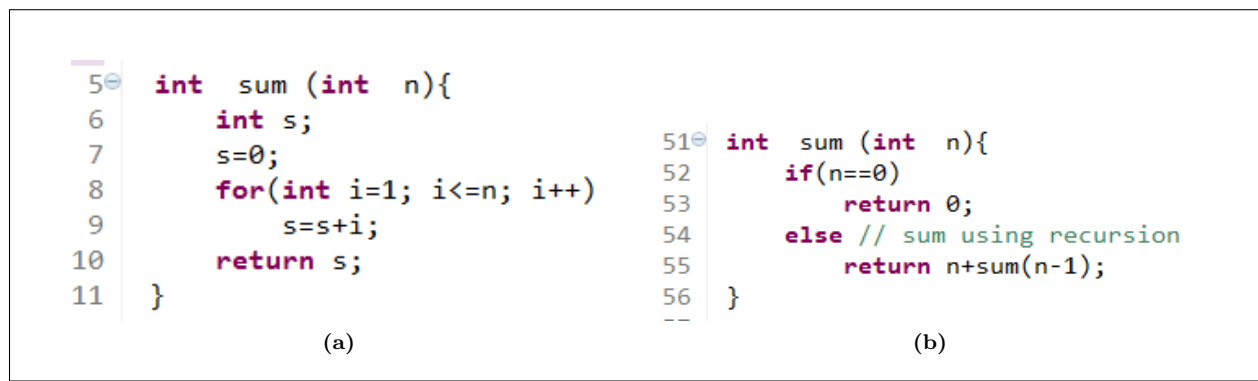 5 int sum (int n){
6 int s;
7 s=0;
8 for(int i=1; i<=n; i++)
9 s=s+i;
10 return s;
11 }
(a)
51 int sum (int n){
52 if(n==0)
53 return 0;
54 else // sum using recursion
55 return n+sum(n-1);
56 }
(b)